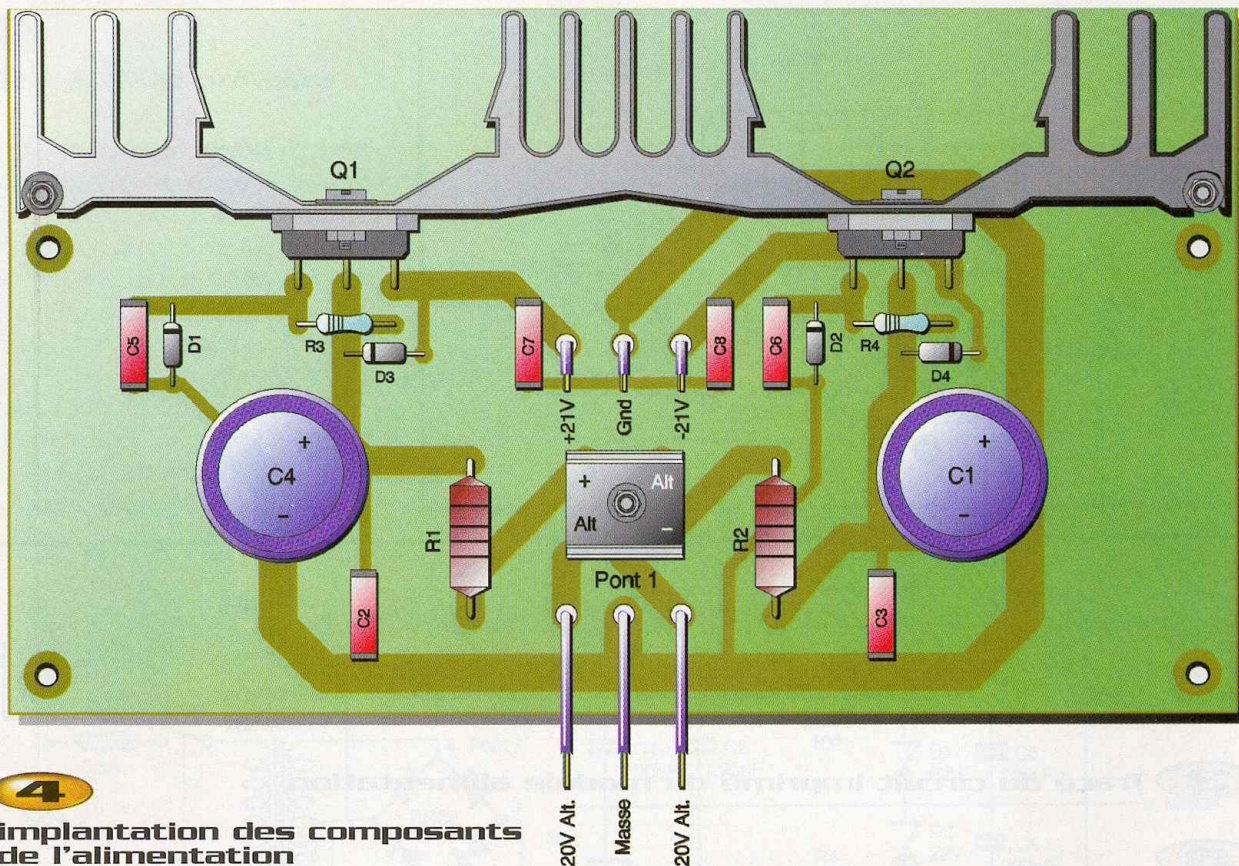 Q1
Q2
C5
D1
R3
D3
C7
C8
C6
D2
R4
D4
+21V
Gnd
-21V
C4
+
−
R1
+
Alt
Alt
−
Pont 1
R2
C1
+
−
C2
C3
20V Alt.
Masse
20V Alt.
4
implantation des composants
de l'alimentation